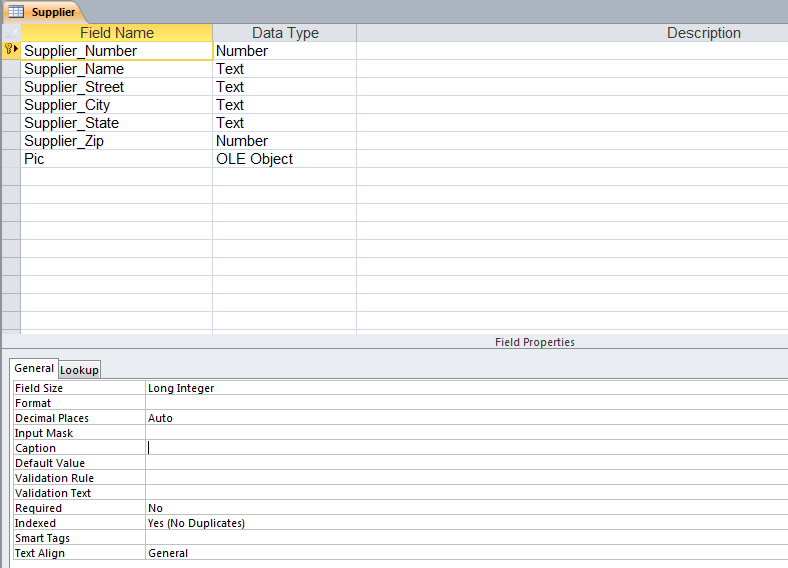 Supplier
Field Name Data Type Description
Supplier_Number Number
Supplier_Name Text
Supplier_Street Text
Supplier_City Text
Supplier_State Text
Supplier_Zip Number
Pic OLE Object
Field Properties
General Lookup
Field Size Long Integer
Format
Decimal Places Auto
Input Mask
Caption
Default Value
Validation Rule
Validation Text
Required No
Indexed Yes (No Duplicates)
Smart Tags
Text Align General